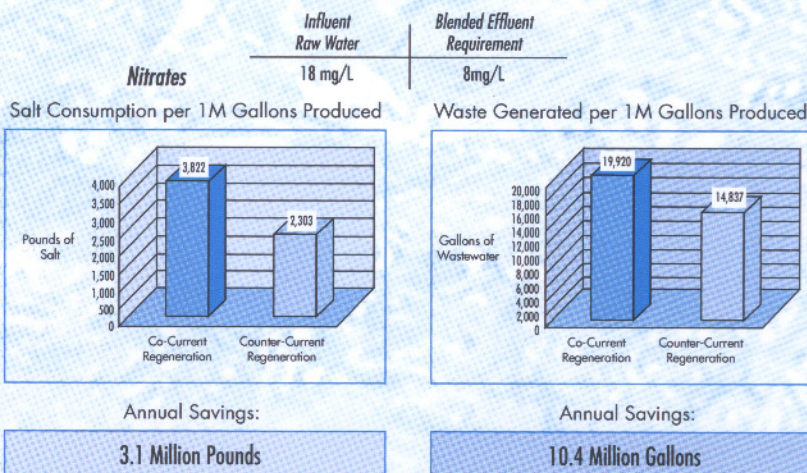 Influent
Raw Water
Blended Effluent
Requirement
Nitrates
18 mg/L
8mg/L
Salt Consumption per 1M Gallons Produced
3,822
2,303
4,000
3,500
3,000
2,500
2,000
1,500
1,000
500
0
Pounds of
Salt
Co-Current
Regeneration
Counter-Current
Regeneration
Annual Savings:
3.1 Million Pounds
Waste Generated per 1M Gallons Produced
19,920
14,837
20,000
18,000
16,000
14,000
12,000
10,000
8,000
6,000
4,000
2,000
0
Gallons of
Wastewater
Co-Current
Regeneration
Counter-Current
Regeneration
Annual Savings:
10.4 Million Gallons